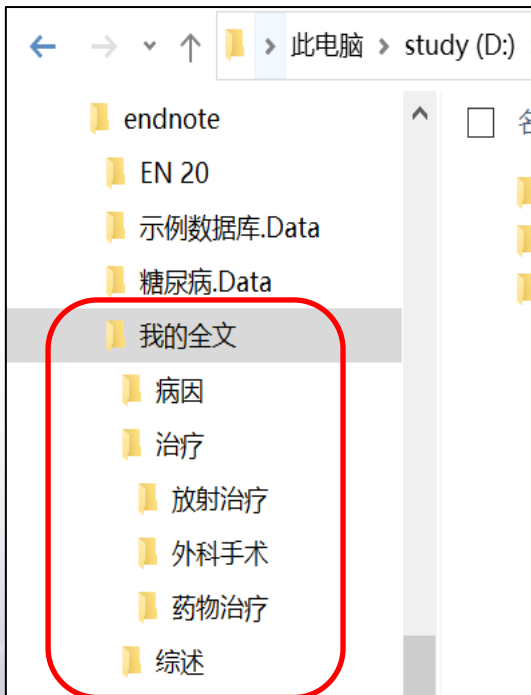 此电脑 > study (D:)
endnote
名
EN 20
示例数据库.Data
糖尿病.Data
我的全文
病因
治疗
放射治疗
外科手术
药物治疗
综述